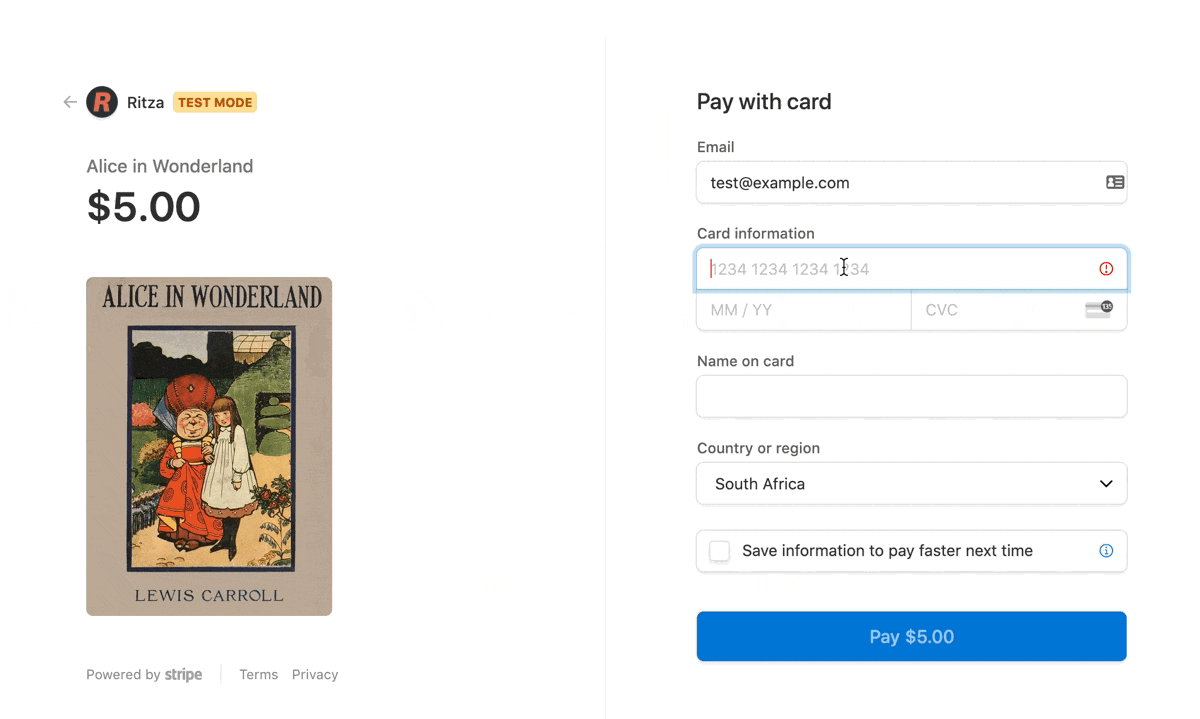 Ritza TEST MODE
Alice in Wonderland
$5.00
ALICE IN WONDERLAND
LEWIS CARROLL
Powered by stripe
Terms Privacy
Pay with card
Email
test@example.com
Card information
1234 1234 1234 1234
MM / YY CVC
135
Name on card
Country or region
South Africa
Save information to pay faster next time
Pay $5.00